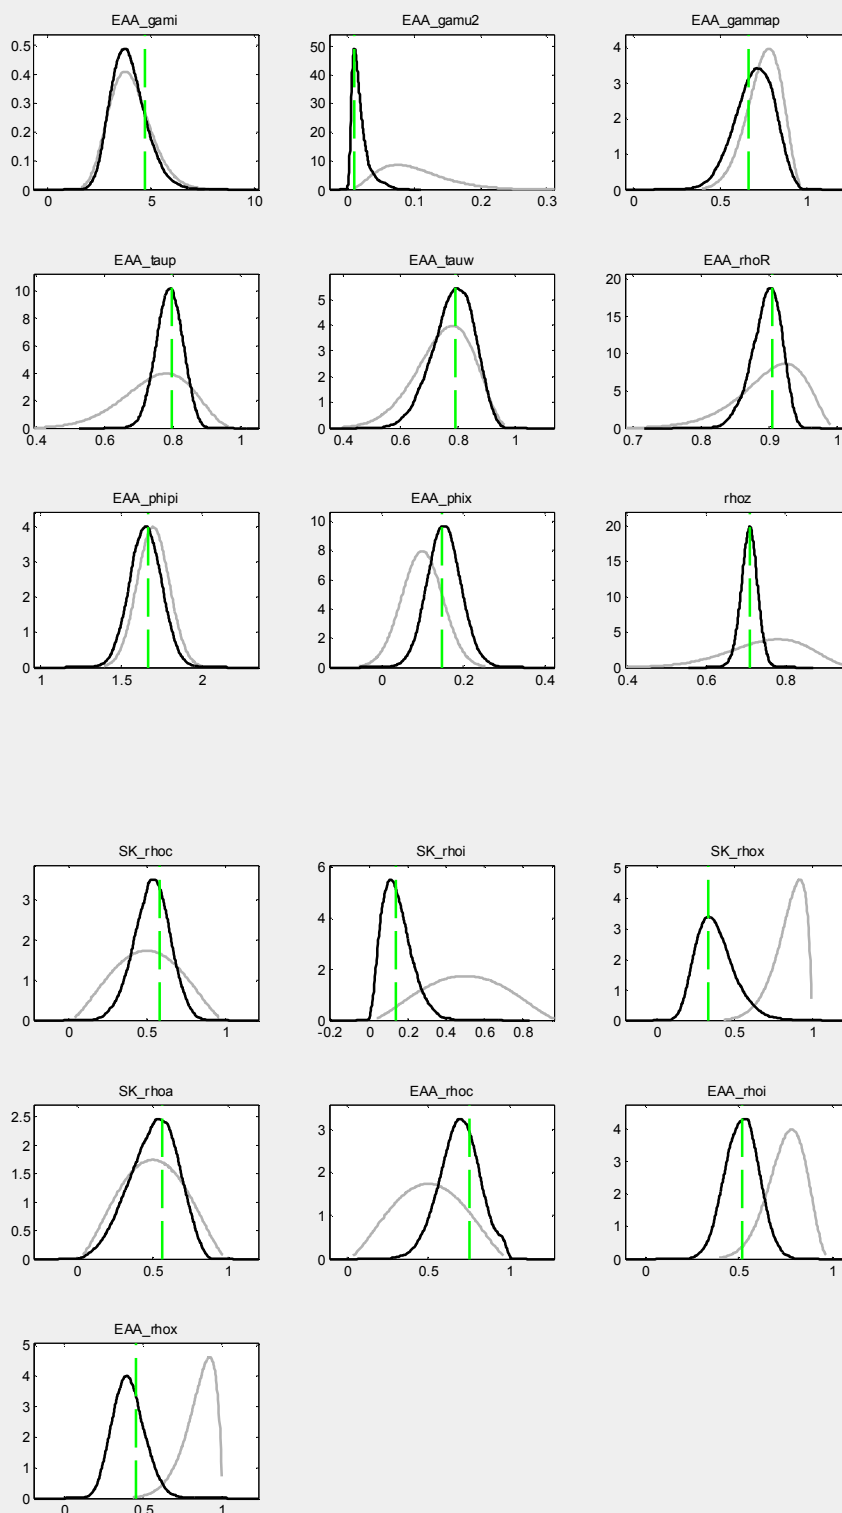 EAA_gami EAA_gamu2 EAA_gammap
0.5 50 4
0.4 40 3
0.3 30 2
0.2 20 1
0.1 10
0 0 0
0 5 10 0 0.1 0.2 0.3 0 0.5 1
EAA_taup EAA_tauw EAA_rhoR
10 5 20
8 4 15
6 3 10
4 2 5
2 1
0 0 0
0.4 0.6 0.8 1 0.4 0.6 0.8 1 0.7 0.8 0.9 1
EAA_phipi EAA_phix rhoz
4 10 20
3 8 15
2 6 10
1 4 5
2
0 0 0
1 1.5 2 0 0.2 0.4 0.4 0.6 0.8
SK_rhoc SK_rhoi SK_rhox
3 6 5
2 4 4
1 2 3
2
1
0 0 0
0 0.5 1 -0.2 0 0.2 0.4 0.6 0.8 0 0.5 1
SK_rhoa EAA_rhoc EAA_rhoi
2.5 3 4
2 2 3
1.5 1 2
1 1
0.5
0 0 0
0 0.5 1 0 0.5 1 0 0.5 1
EAA_rhox
5
4
3
2
1
0
0 0.5 1